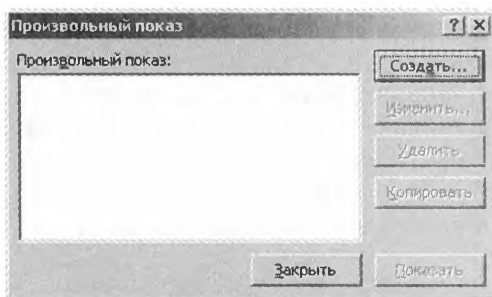 Произвольный показ
Произвольный показ:
Создать...
Изменить...
Удалить
Копировать
Закрыть
Показать